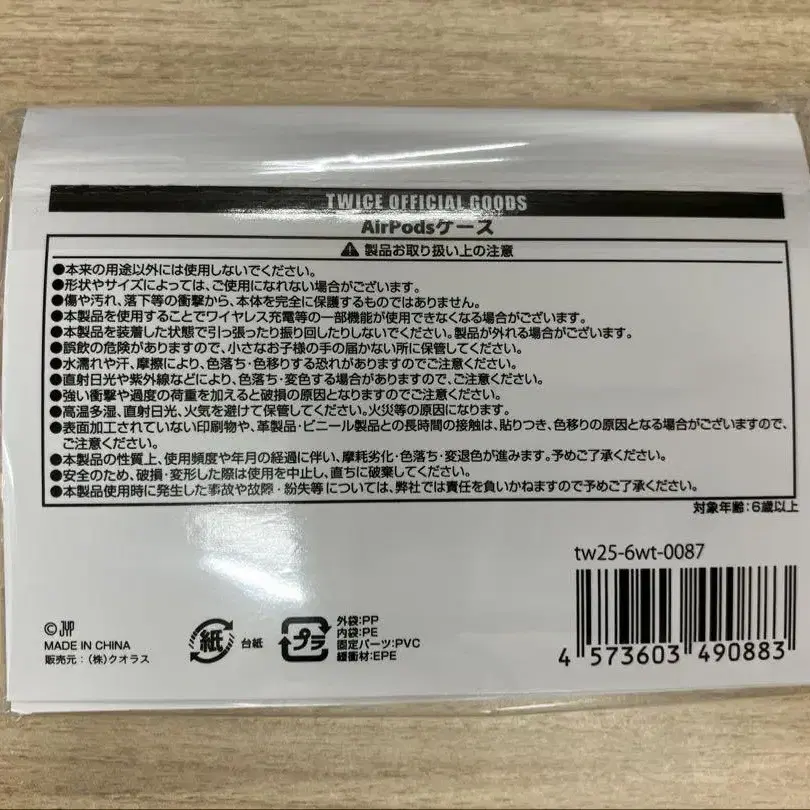 TWICE OFFICIAL GOODS
AirPodsケース
製品お取り扱い上の注意
●本来の用途以外には使用しないでください。
●形状やサイズによっては、ご使用になれない場合がございます。
●傷や汚れ、落下等の衝撃から、本体を完全に保護するものではありません。
●本製品を使用することでワイヤレス充電等の一部機能が使用できなくなる場合がございます。
●本製品を装着した状態で引っ張ったり振り回したりしないでください。製品が外れる場合がございます。
●誤飲の危険がありますので、小さなお子様の手の届かない所に保管してください。
●水濡れや汗、摩擦により、色落ち・色移りする恐れがありますのでご注意ください。
●直射日光や紫外線などにより、色落ち・変色する場合がありますので、ご注意ください。
●強い衝撃や過度の荷重を加えると破損の原因となりますのでご注意ください。
●高温多湿、直射日光、火気を避けて保管してください。火災等の原因になります。
●表面加工されていない印刷物や、革製品・ビニール製品との長時間の接触は、貼りつき、色移りの原因となる場合がございますので、
ご注意ください。
●本製品の性質上、使用頻度や年月の経過に伴い、摩耗劣化・色落ち・変退色が進みます。予めご了承ください。
●安全のため、破損・変形した際は使用を中止し、直ちに破棄してください。
●本製品使用時に発生した事故や故障・紛失等については、弊社では責任を負いかねますので予めご了承ください。
対象年齢:6歳以上
tw25-6wt-0087
4 573603 490883
© JYP
MADE IN CHINA
販売元:(株)クオラス
紙 台紙
プラ
外袋:PP
内袋:PE
固定パーツ:PVC
緩衝材:EPE